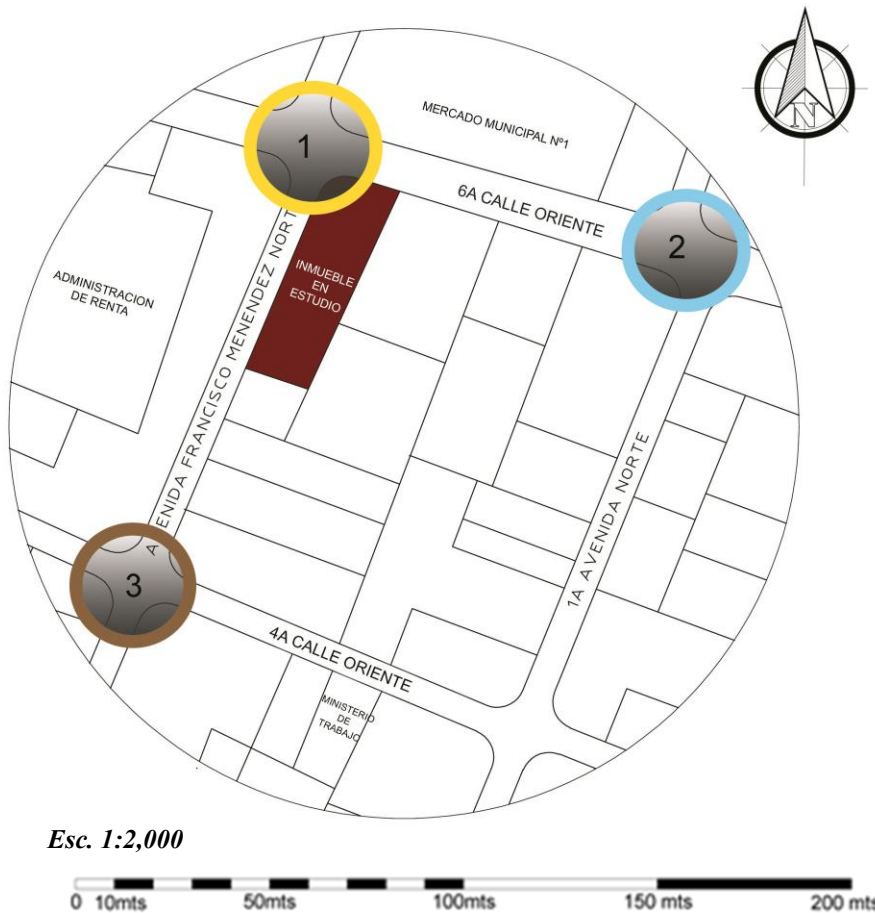 N
1
MERCADO MUNICIPAL Nº1
6A CALLE ORIENTE
2
INMUEBLE
EN
ESTUDIO
ADMINISTRACION
DE RENTA
AVENIDA FRANCISCO MENENDEZ NORTE
1A AVENIDA NORTE
3
4A CALLE ORIENTE
MINISTERIO
DE
TRABAJO
Esc. 1:2,000
0 10mts 50mts 100mts 150 mts 200 mts